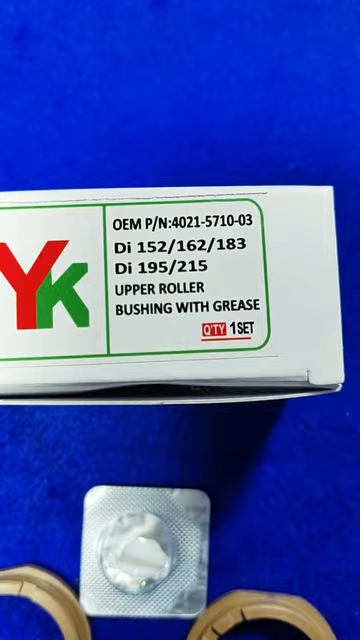 YK
OEM P/N:4021-5710-03
Di 152/162/183
Di 195/215
UPPER ROLLER
BUSHING WITH GREASE
Q'TY 1SET